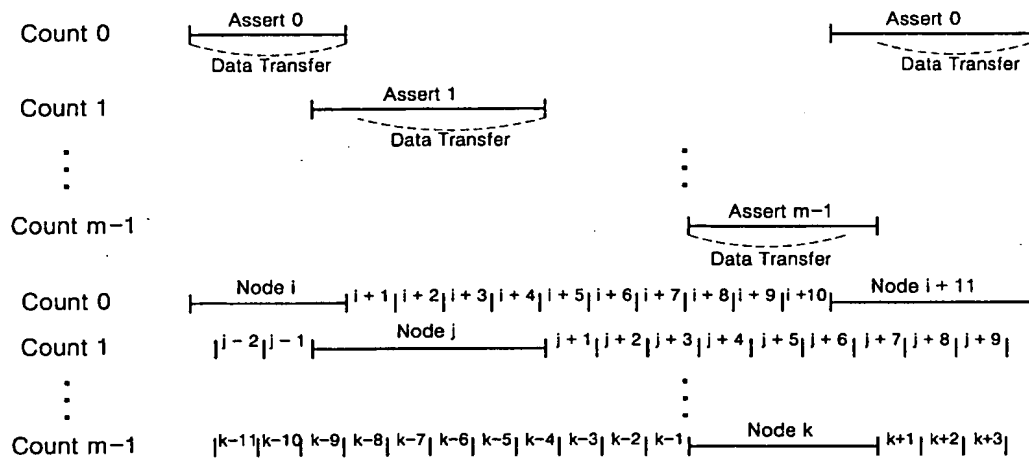 Count 0 Assert 0 Assert 0
Data Transfer Data Transfer
Count 1 Assert 1
Data Transfer
Count m-1 Assert m-1
Data Transfer
Count 0 Node i i+1 i+2 i+3 i+4 i+5 i+6 i+7 i+8 i+9 i+10 Node i+11
Count 1 j-2 j-1 Node j j+1 j+2 j+3 j+4 j+5 j+6 j+7 j+8 j+9
Count m-1 k-11 k-10 k-9 k-8 k-7 k-6 k-5 k-4 k-3 k-2 k-1 Node k k+1 k+2 k+3